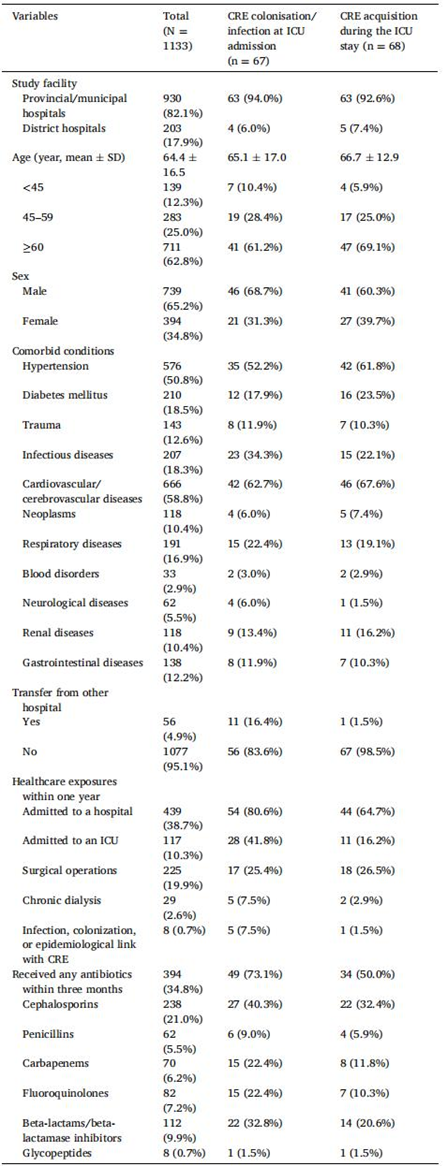 Variables Total (N = 1133) CRE colonisation/infection at ICU admission (n = 67) CRE acquisition during the ICU stay (n = 68)
Study facility
Provincial/municipal hospitals 930 (82.1%) 63 (94.0%) 63 (92.6%)
District hospitals 203 (17.9%) 4 (6.0%) 5 (7.4%)
Age (year, mean ± SD) 64.4 ± 16.5 65.1 ± 17.0 66.7 ± 12.9
<45 139 (12.3%) 7 (10.4%) 4 (5.9%)
45–59 283 (25.0%) 19 (28.4%) 17 (25.0%)
≥60 711 (62.8%) 41 (61.2%) 47 (69.1%)
Sex
Male 739 (65.2%) 46 (68.7%) 41 (60.3%)
Female 394 (34.8%) 21 (31.3%) 27 (39.7%)
Comorbid conditions
Hypertension 576 (50.8%) 35 (52.2%) 42 (61.8%)
Diabetes mellitus 210 (18.5%) 12 (17.9%) 16 (23.5%)
Trauma 143 (12.6%) 8 (11.9%) 7 (10.3%)
Infectious diseases 207 (18.3%) 23 (34.3%) 15 (22.1%)
Cardiovascular/cerebrovascular diseases 666 (58.8%) 42 (62.7%) 46 (67.6%)
Neoplasms 118 (10.4%) 4 (6.0%) 5 (7.4%)
Respiratory diseases 191 (16.9%) 15 (22.4%) 13 (19.1%)
Blood disorders 33 (2.9%) 2 (3.0%) 2 (2.9%)
Neurological diseases 62 (5.5%) 4 (6.0%) 1 (1.5%)
Renal diseases 118 (10.4%) 9 (13.4%) 11 (16.2%)
Gastrointestinal diseases 138 (12.2%) 8 (11.9%) 7 (10.3%)
Transfer from other hospital
Yes 56 (4.9%) 11 (16.4%) 1 (1.5%)
No 1077 (95.1%) 56 (83.6%) 67 (98.5%)
Healthcare exposures within one year
Admitted to a hospital 439 (38.7%) 54 (80.6%) 44 (64.7%)
Admitted to an ICU 117 (10.3%) 28 (41.8%) 11 (16.2%)
Surgical operations 225 (19.9%) 17 (25.4%) 18 (26.5%)
Chronic dialysis 29 (2.6%) 5 (7.5%) 2 (2.9%)
Infection, colonization, or epidemiological link with CRE 8 (0.7%) 5 (7.5%) 1 (1.5%)
Received any antibiotics within three months 394 (34.8%) 49 (73.1%) 34 (50.0%)
Cephalosporins 238 (21.0%) 27 (40.3%) 22 (32.4%)
Penicillins 62 (5.5%) 6 (9.0%) 4 (5.9%)
Carbapenems 70 (6.2%) 15 (22.4%) 8 (11.8%)
Fluoroquinolones 82 (7.2%) 15 (22.4%) 7 (10.3%)
Beta-lactams/beta-lactamase inhibitors 112 (9.9%) 22 (32.8%) 14 (20.6%)
Glycopeptides 8 (0.7%) 1 (1.5%) 1 (1.5%)